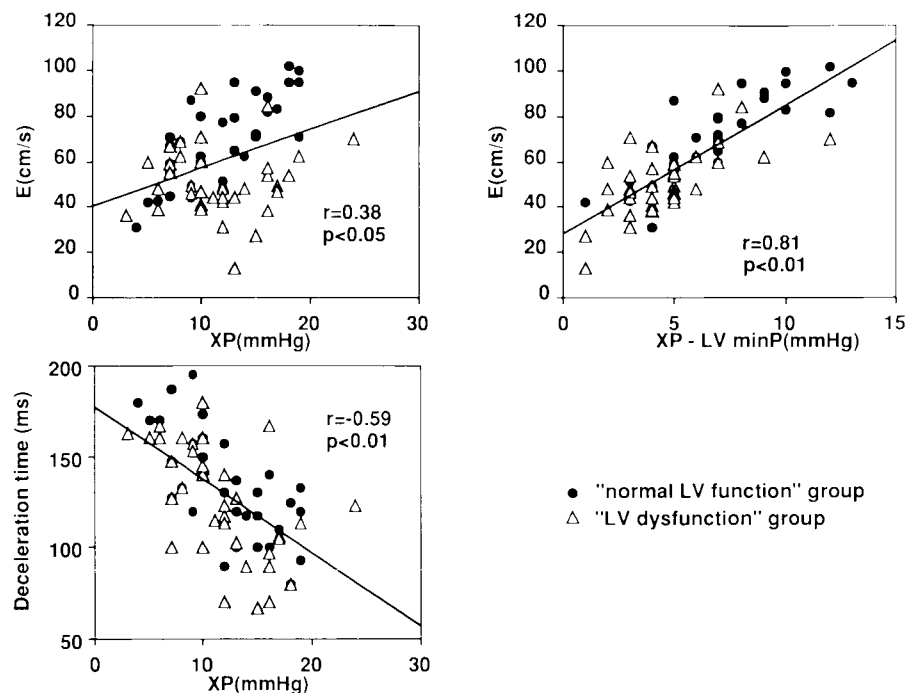 120
100
80
60
40
20
0
E(cm/s)
r=0.38
p<0.05
0
10
20
30
XP(mmHg)
120
100
80
60
40
20
0
E(cm/s)
r=0.81
p<0.01
0
5
10
15
XP - LV minP(mmHg)
200
150
100
50
Deceleration time (ms)
r=-0.59
p<0.01
0
10
20
30
XP(mmHg)
"normal LV function" group
"LV dysfunction" group